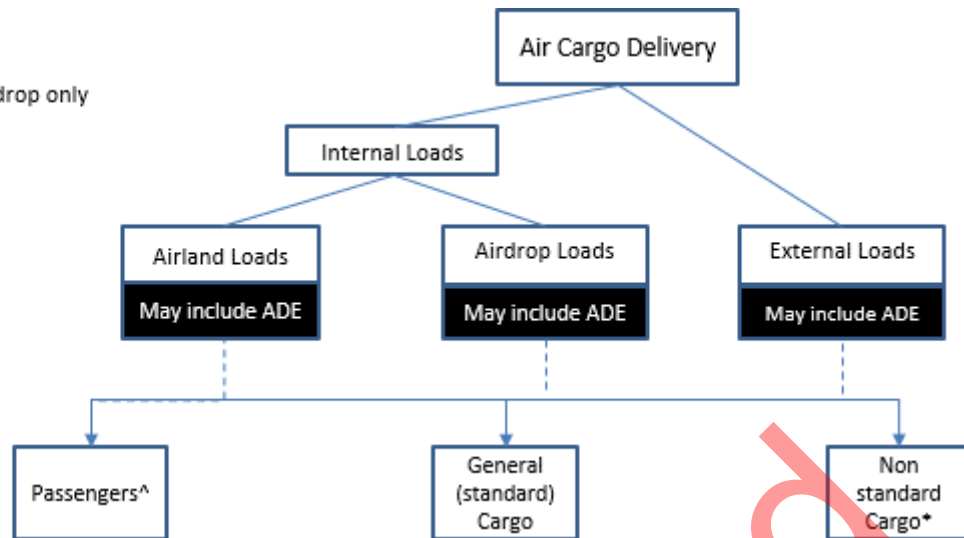 Air Cargo Delivery
drop only
Internal Loads
Airland Loads
Airdrop Loads
External Loads
May include ADE
May include ADE
May include ADE
Passengers^
General
(standard)
Cargo
Non
standard
Cargo*